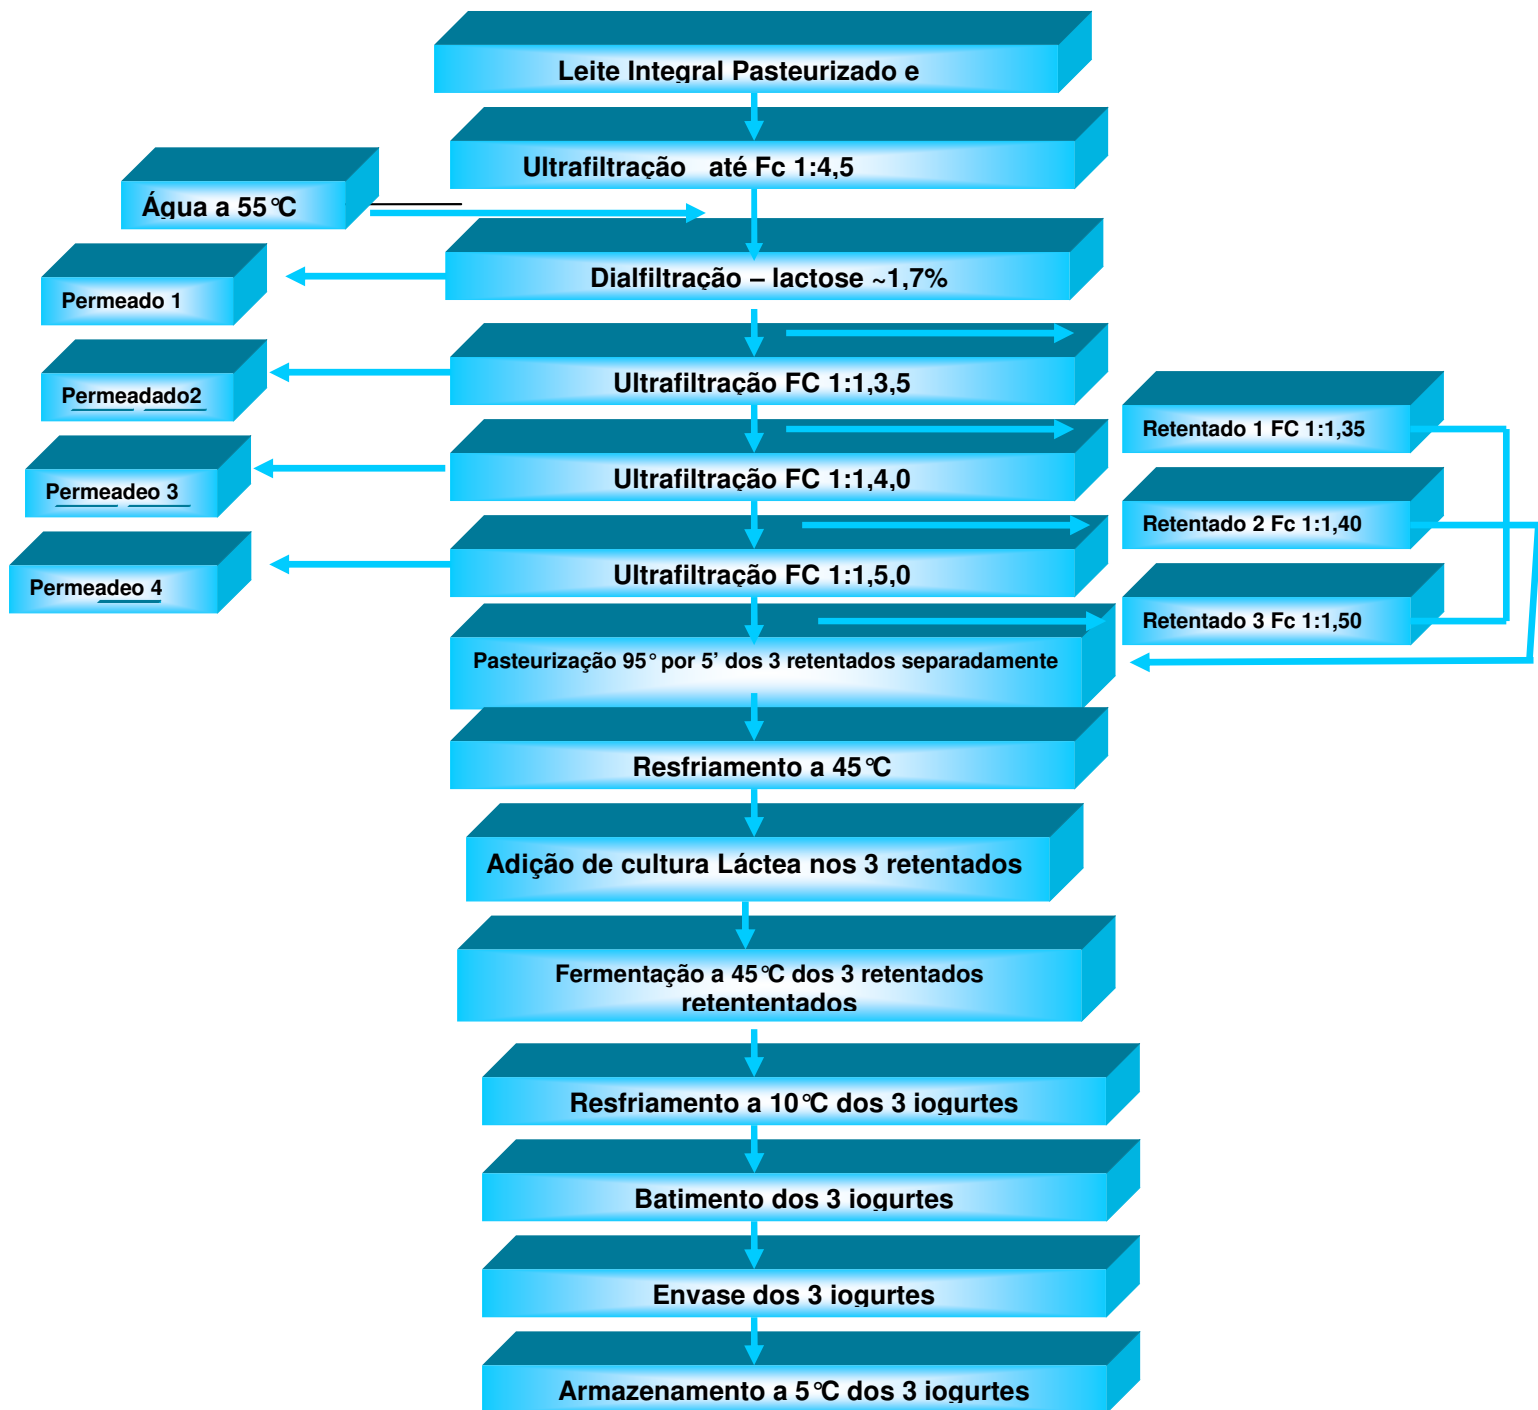 Leite Integral Pasteurizado e
Ultrafiltração até Fc 1:4,5
Água a 55°C
Dialfiltração – lactose ~1,7%
Permeado 1
Ultrafiltração FC 1:1,3,5
Permeadado2
Retentado 1 FC 1:1,35
Ultrafiltração FC 1:1,4,0
Permeadeo 3
Retentado 2 Fc 1:1,40
Ultrafiltração FC 1:1,5,0
Permeadeo 4
Retentado 3 Fc 1:1,50
Pasteurização 95° por 5’ dos 3 retentados separadamente
Resfriamento a 45°C
Adição de cultura Láctea nos 3 retentados
Fermentação a 45°C dos 3 retentados
retententados
Resfriamento a 10°C dos 3 iogurtes
Batimento dos 3 iogurtes
Envase dos 3 iogurtes
Armazenamento a 5°C dos 3 iogurtes